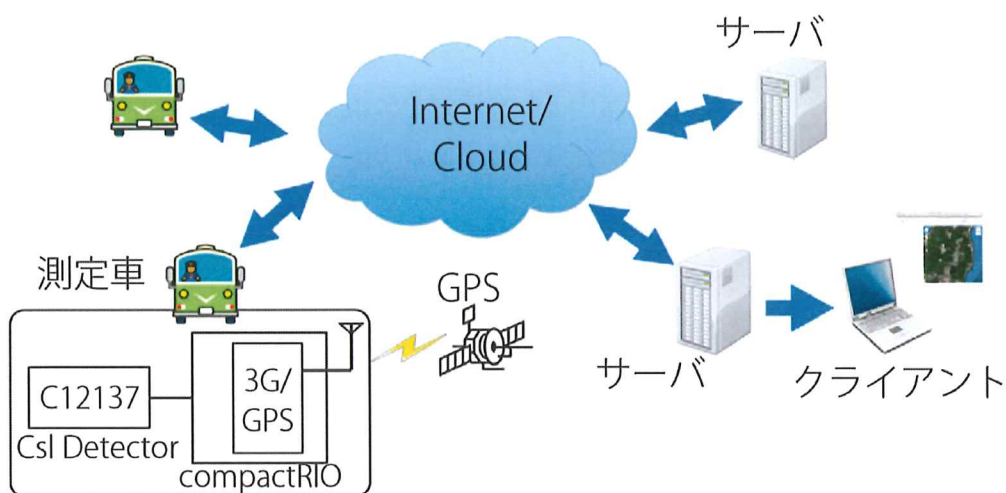 サーバ
Internet/
Cloud
測定車
GPS
3G/
GPS
C12137
CsI Detector
compactRIO
サーバ
クライアント